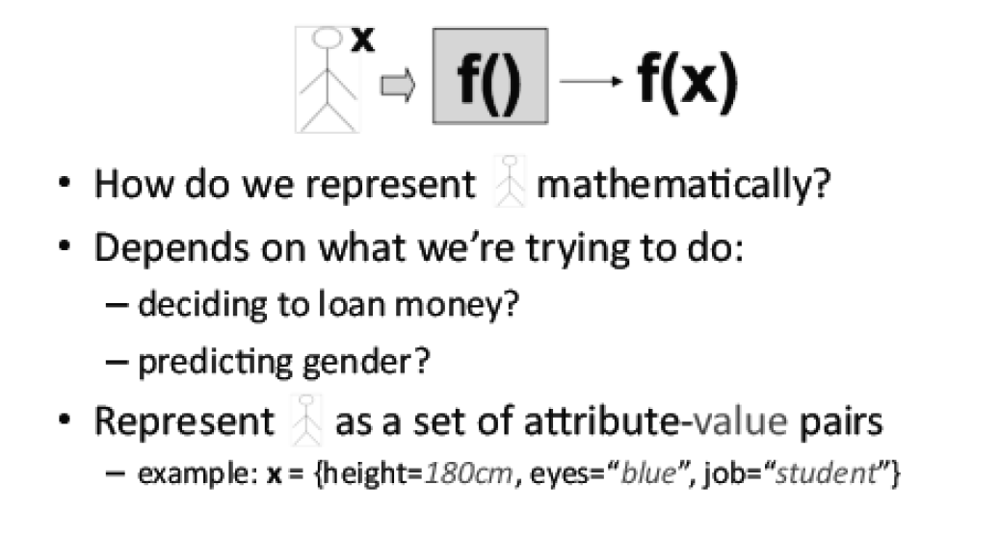 x f() f(x)
• How do we represent mathematically?
• Depends on what we’re trying to do:
– deciding to loan money?
– predicting gender?
• Represent as a set of attribute-value pairs
– example: x = {height=180cm, eyes=“blue”, job=“student”}